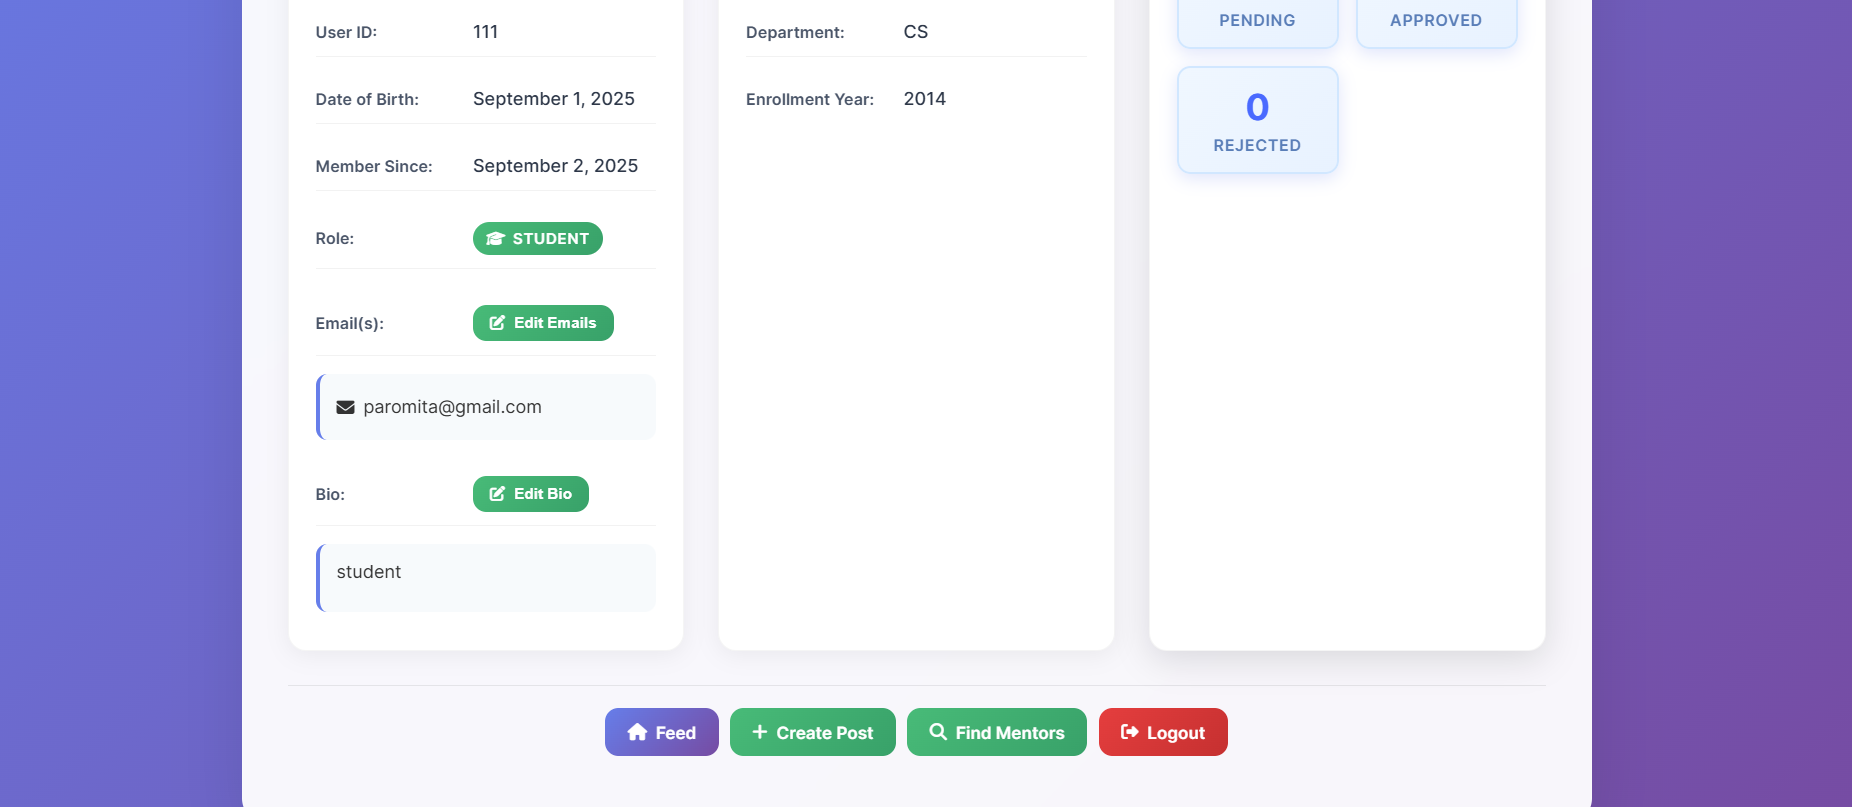 User ID: 111
Date of Birth: September 1, 2025
Member Since: September 2, 2025
Role: STUDENT
Email(s): Edit Emails
paromita@gmail.com
Bio: Edit Bio
student
Department: CS
Enrollment Year: 2014
PENDING
APPROVED
0
REJECTED
Feed
Create Post
Find Mentors
Logout